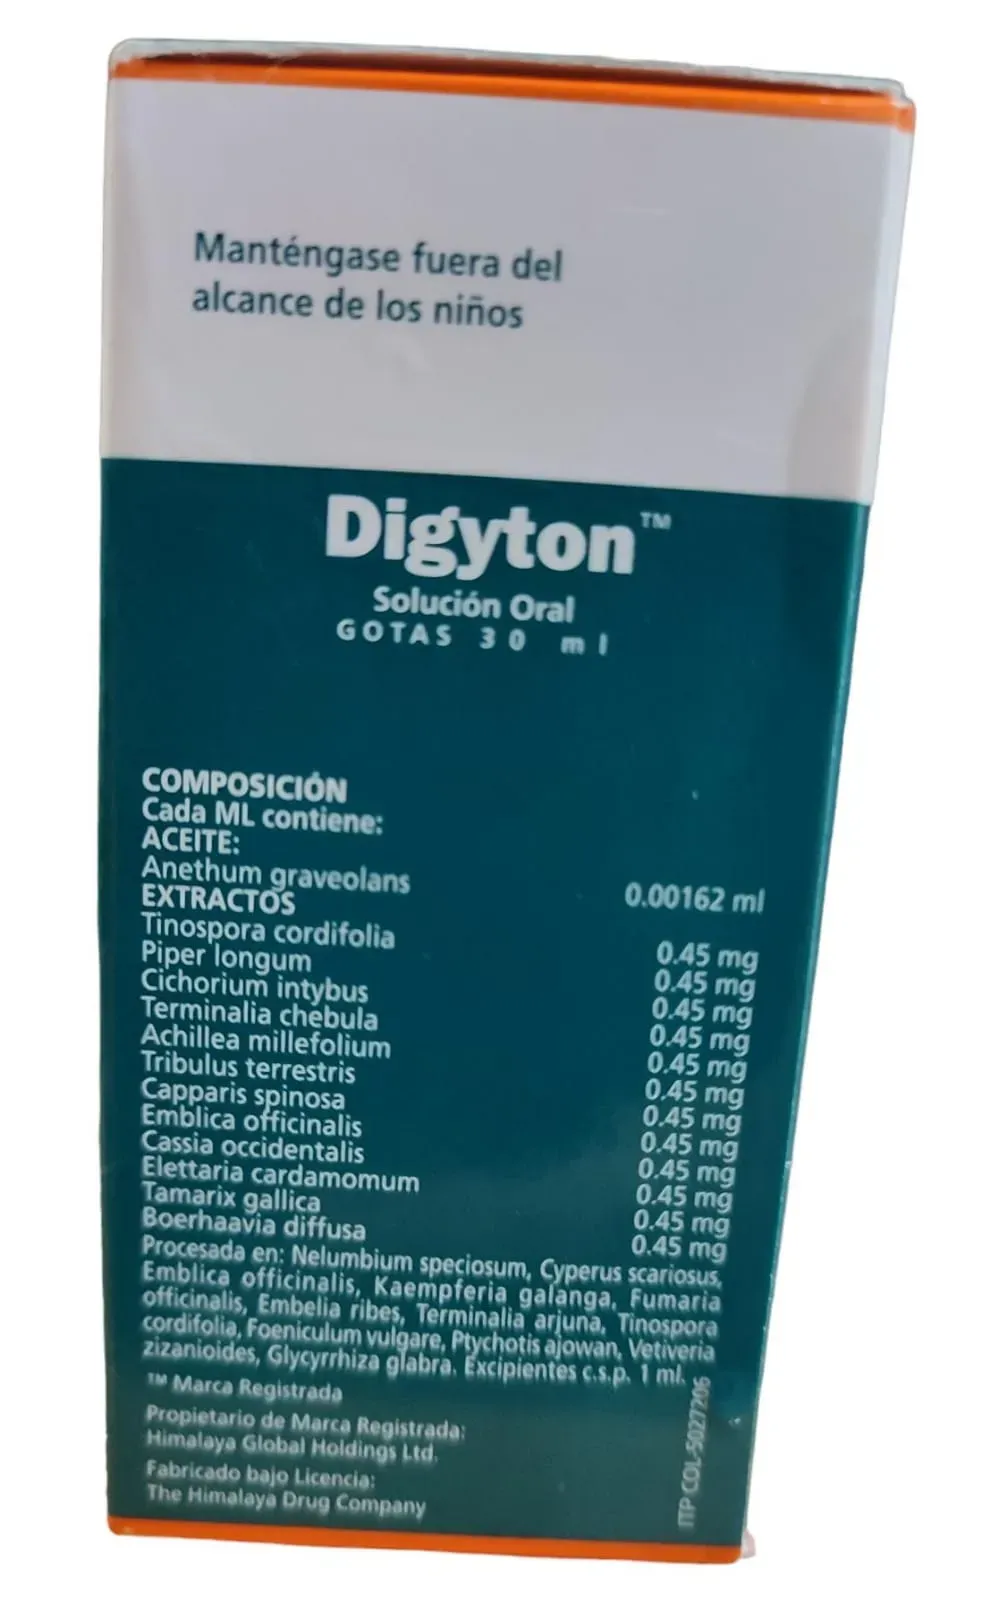 Manténgase fuera del
alcance de los niños
Digyton™
Solución Oral
GOTAS 30 ml
COMPOSICIÓN
Cada ML contiene:
ACEITE:
Anethum graveolans 0.00162 ml
EXTRACTOS
Tinospora cordifolia 0.45 mg
Piper longum 0.45 mg
Cichorium intybus 0.45 mg
Terminalia chebula 0.45 mg
Achillea millefolium 0.45 mg
Tribulus terrestris 0.45 mg
Capparis spinosa 0.45 mg
Emblica officinalis 0.45 mg
Cassia occidentalis 0.45 mg
Elettaria cardamomum 0.45 mg
Tamarix gallica 0.45 mg
Boerhaavia diffusa 0.45 mg
Procesada en: Nelumbium speciosum, Cyperus scariosus,
Emblica officinalis, Kaempferia galanga, Fumaria
officinalis, Embelia ribes, Terminalia arjuna, Tinospora
cordifolia, Foeniculum vulgare, Ptychotis ajowan, Vetiveria
zizanioides, Glycyrrhiza glabra. Excipientes c.s.p. 1 ml.
™ Marca Registrada
Propietario de Marca Registrada:
Himalaya Global Holdings Ltd.
Fabricado bajo Licencia:
The Himalaya Drug Company
ITP COL-5027206